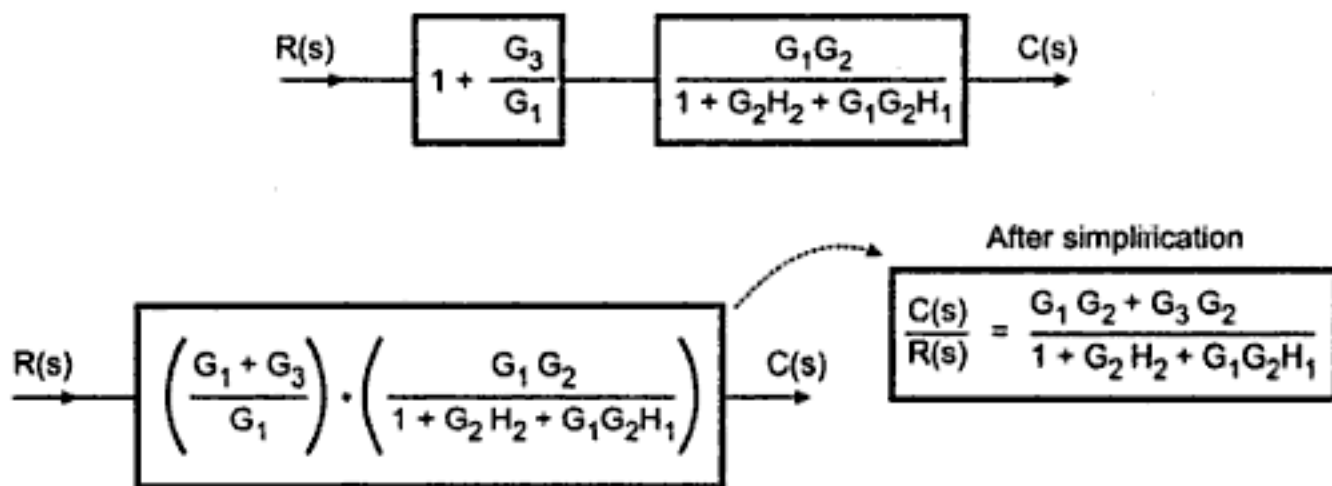 R(s) 1 + G₃/G₁ G₁G₂/(1 + G₂H₂ + G₁G₂H₁) C(s)
After simplirication
C(s)/R(s) = (G₁ G₂ + G₃ G₂)/(1 + G₂ H₂ + G₁G₂H₁)
R(s) ((G₁ + G₃)/G₁) · (G₁ G₂/(1 + G₂ H₂ + G₁G₂H₁)) C(s)